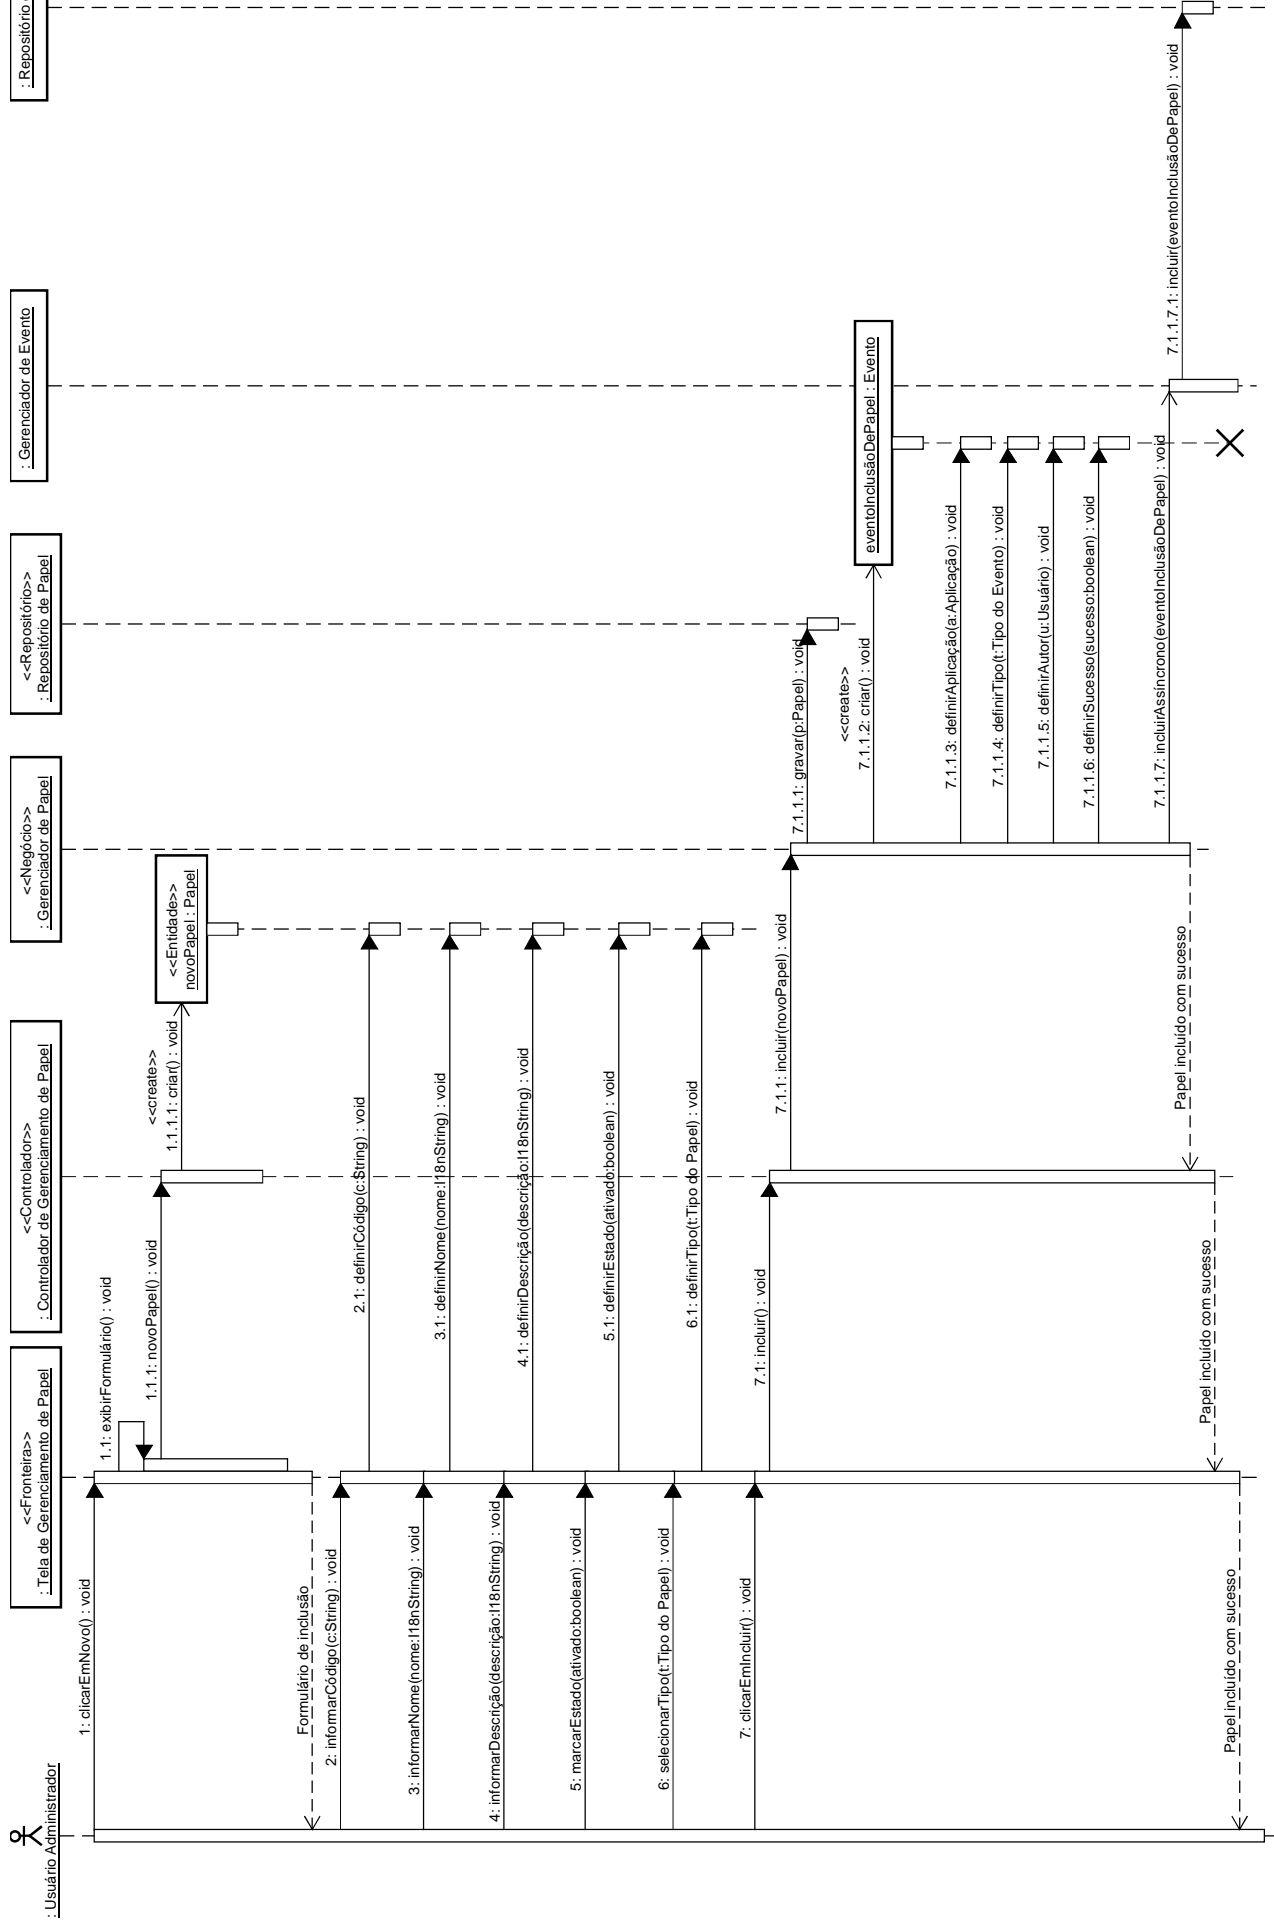 : Usuário Administrador
<<Fronteira>>
: Tela de Gerenciamento de Papel
<<Controlador>>
: Controlador de Gerenciamento de Papel
<<Negócio>>
: Gerenciador de Papel
<<Repositório>>
: Repositório de Papel
: Gerenciador de Evento
: Repositório
1: clicarEmNovo() : void
1.1: exibirFormulário() : void
1.1.1: novoPapel() : void
<<create>>
1.1.1.1: criar() : void
<<Entidade>>
novoPapel : Papel
Formulário de inclusão
2: informarCódigo(c:String) : void
2.1: definirCódigo(c:String) : void
3: informarNome(nome:I18nString) : void
3.1: definirNome(nome:I18nString) : void
4: informarDescrição(descrição:I18nString) : void
4.1: definirDescrição(descrição:I18nString) : void
5: marcarEstado(ativado:boolean) : void
5.1: definirEstado(ativado:boolean) : void
6: selecionarTipo(t:Tipo do Papel) : void
6.1: definirTipo(t:Tipo do Papel) : void
7: clicarEmIncluir() : void
7.1: incluir() : void
7.1.1: incluir(novoPapel) : void
7.1.1.1: gravar(p:Papel) : void
<<create>>
7.1.1.2: criar() : void
eventoInclusãoDePapel : Evento
7.1.1.3: definirAplicação(a:Aplicação) : void
7.1.1.4: definirTipo(t:Tipo do Evento) : void
7.1.1.5: definirAutor(u:Usuário) : void
7.1.1.6: definirSucesso(sucesso:boolean) : void
7.1.1.7: incluirAssíncrono(eventoInclusãoDePapel) : void
7.1.1.7.1: incluir(eventoInclusãoDePapel) : void
Papel incluído com sucesso
Papel incluído com sucesso
Papel incluído com sucesso